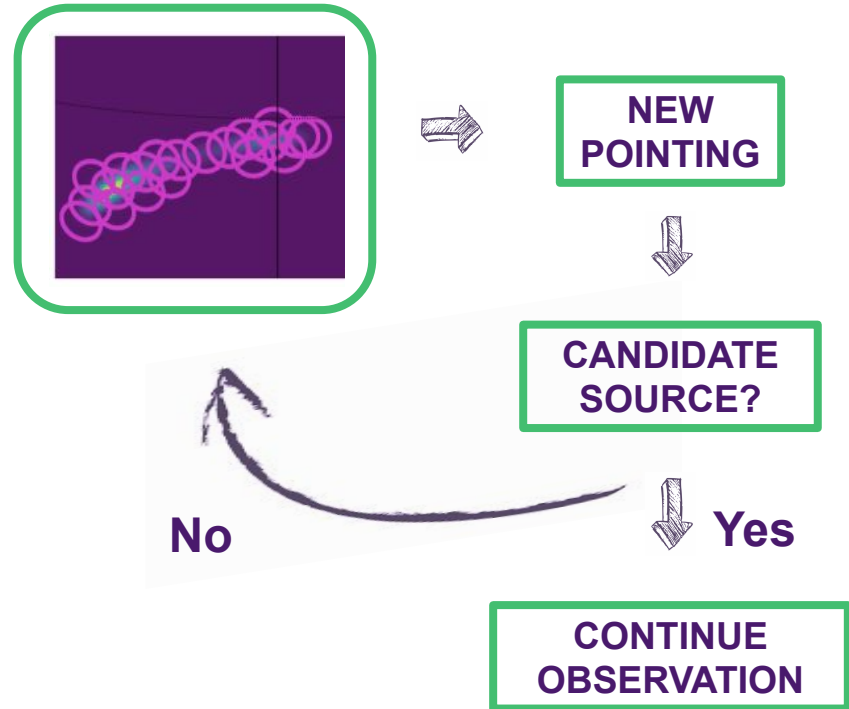 NEW
POINTING
CANDIDATE
SOURCE?
No
Yes
CONTINUE
OBSERVATION